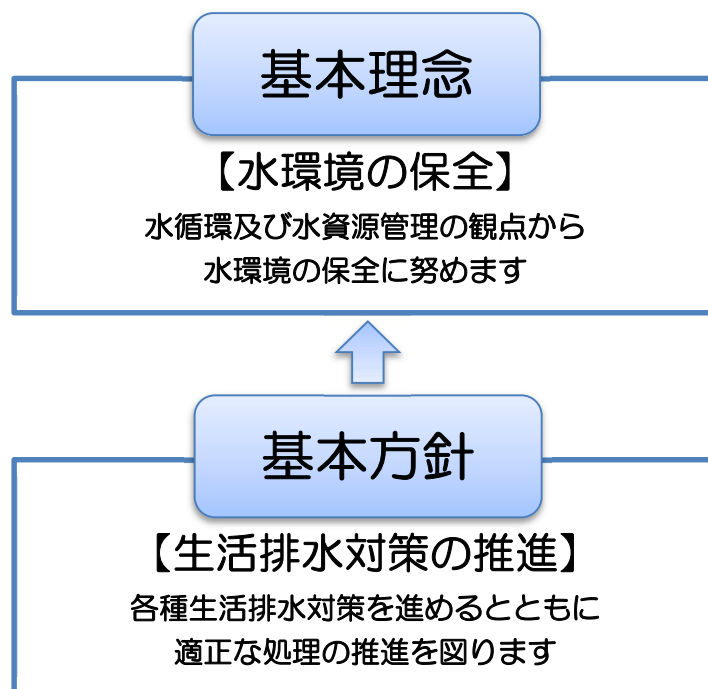 基本理念
【水環境の保全】
水循環及び水資源管理の観点から
水環境の保全に努めます
基本方針
【生活排水対策の推進】
各種生活排水対策を進めるとともに
適正な処理の推進を図ります